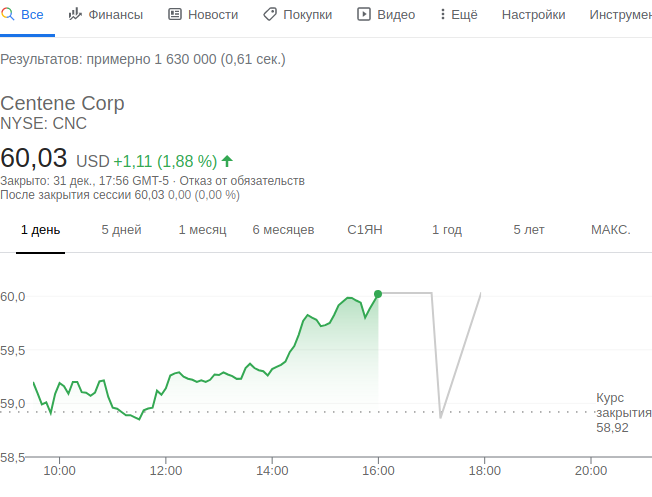 Все Финансы Новости Покупки Видео Ещё Настройки Инструмен
Результатов: примерно 1 630 000 (0,61 сек.)
Centene Corp
NYSE: CNC
60,03 USD +1,11 (1,88 %)
Закрыто: 31 дек., 17:56 GMT-5 · Отказ от обязательств
После закрытия сессии 60,03 0,00 (0,00 %)
1 день 5 дней 1 месяц 6 месяцев С1ЯН 1 год 5 лет МАКС.
60,0
59,5
59,0
Курс
закрытия
58,92
58,5
10:00 12:00 14:00 16:00 18:00 20:00